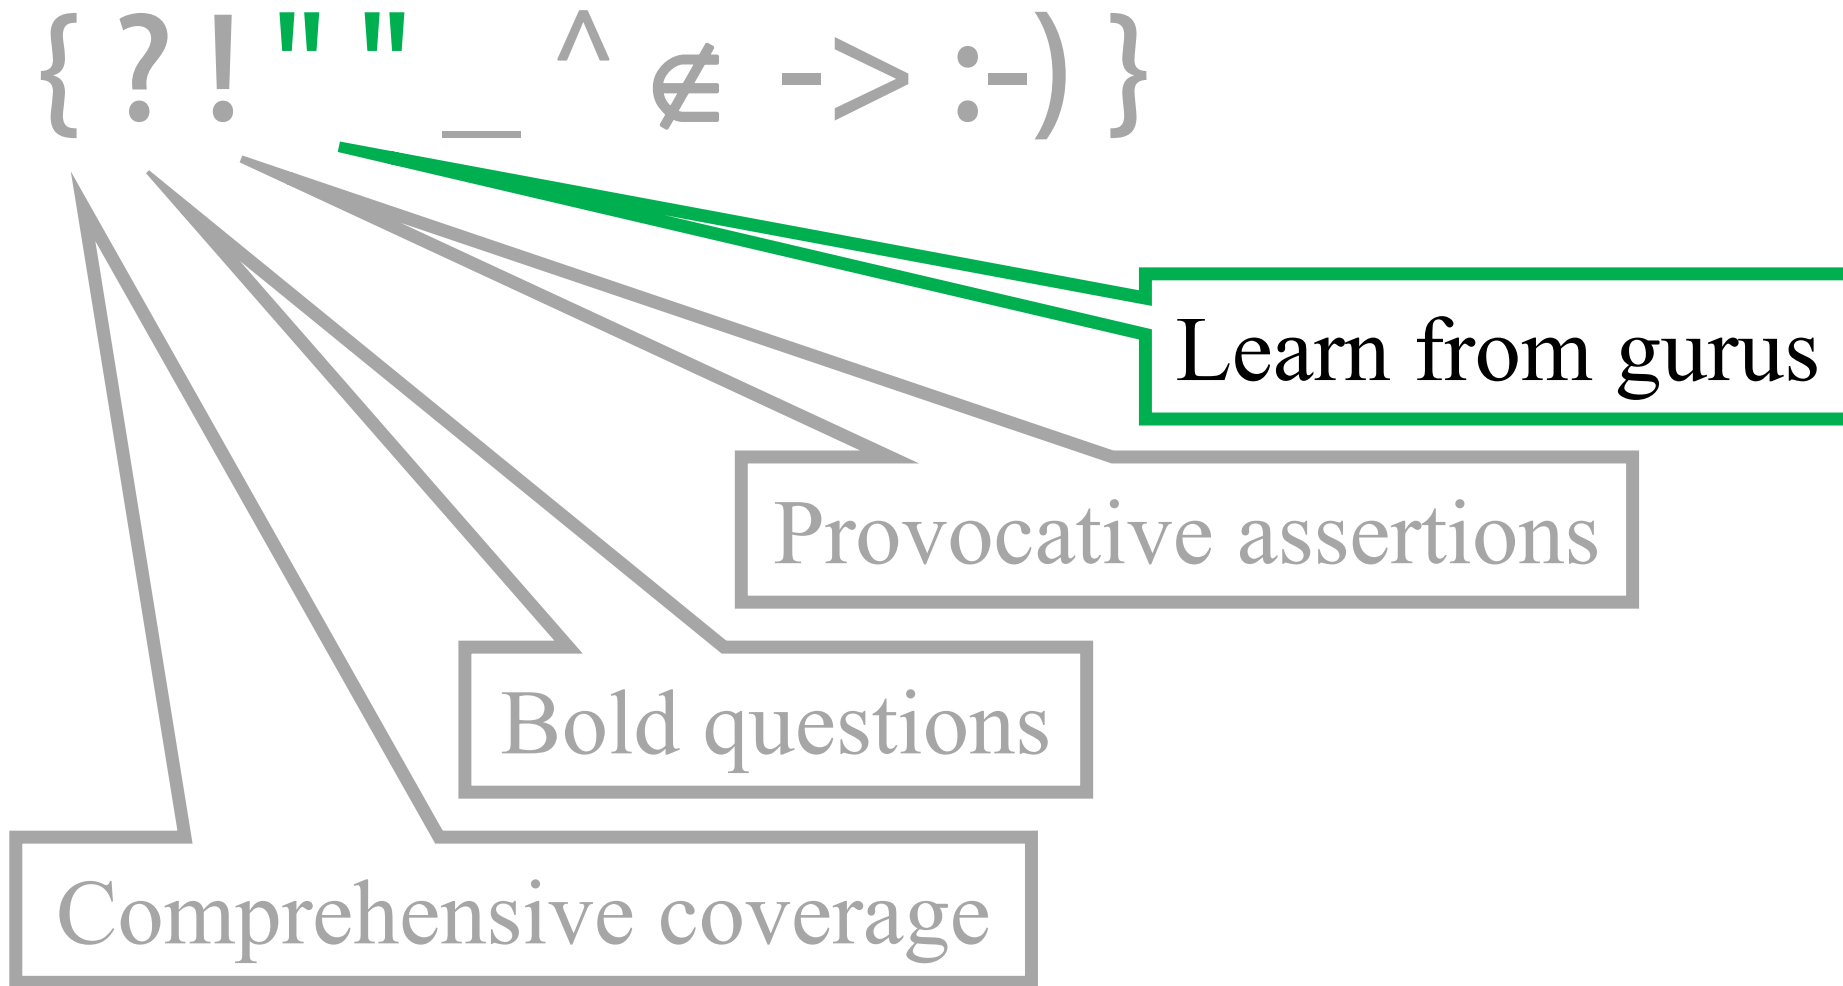 {?!""_^∉->:-)}
Learn from gurus
Provocative assertions
Bold questions
Comprehensive coverage